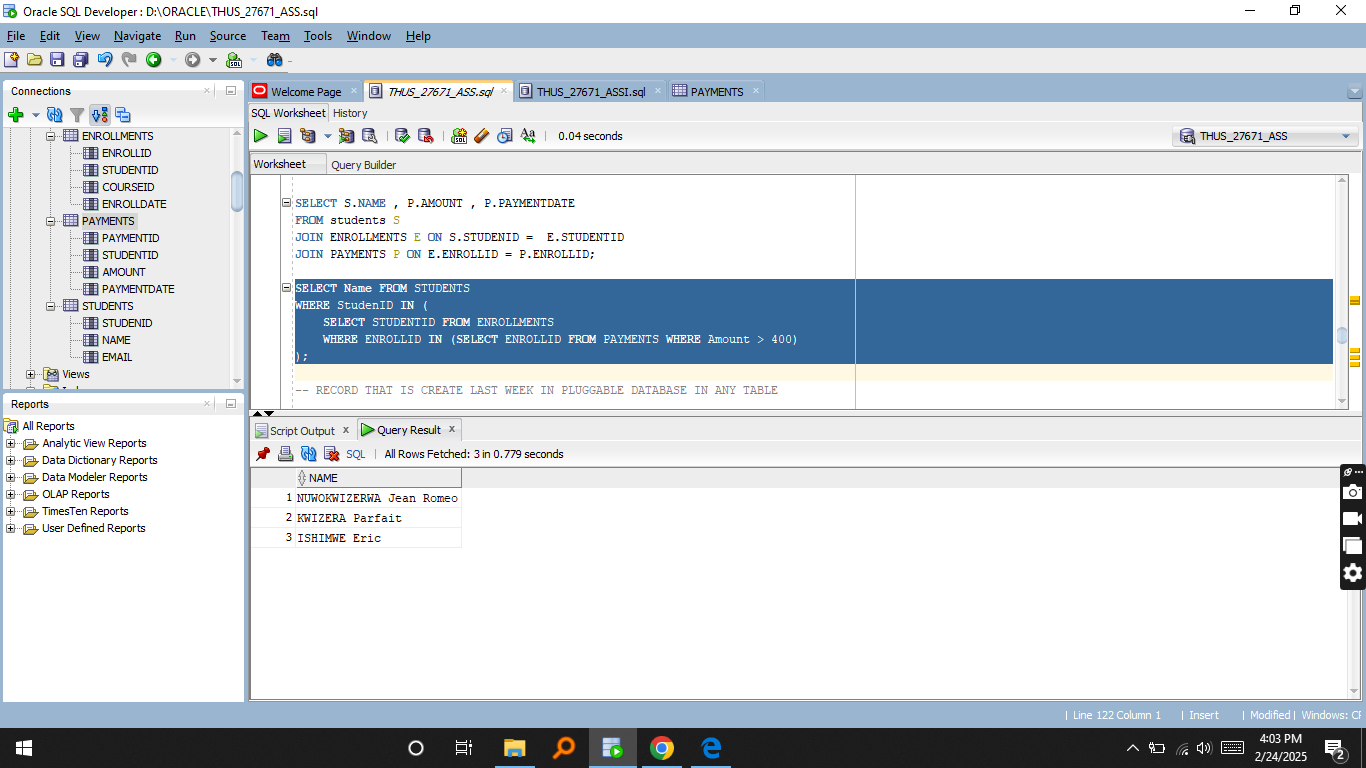 Oracle SQL Developer : D:\ORACLE\THUS_27671_ASS.sql
File Edit View Navigate Run Source Team Tools Window Help
Connections
ENROLLMENTS
ENROLLID
STUDENTID
COURSEID
ENROLLDATE
PAYMENTS
PAYMENTID
STUDENTID
AMOUNT
PAYMENTDATE
STUDENTS
STUDENID
NAME
EMAIL
Views
Reports
All Reports
Analytic View Reports
Data Dictionary Reports
Data Modeler Reports
OLAP Reports
TimesTen Reports
User Defined Reports
Welcome Page THUS_27671_ASS.sql THUS_27671_ASSI.sql PAYMENTS
SQL Worksheet History
0.04 seconds THUS_27671_ASS
Worksheet Query Builder
SELECT S.NAME , P.AMOUNT , P.PAYMENTDATE
FROM students S
JOIN ENROLLMENTS E ON S.STUDENID = E.STUDENTID
JOIN PAYMENTS P ON E.ENROLLID = P.ENROLLID;
SELECT Name FROM STUDENTS
WHERE StudenID IN (
SELECT STUDENTID FROM ENROLLMENTS
WHERE ENROLLID IN (SELECT ENROLLID FROM PAYMENTS WHERE Amount > 400)
);
-- RECORD THAT IS CREATE LAST WEEK IN PLUGGABLE DATABASE IN ANY TABLE
Script Output x Query Result x
SQL | All Rows Fetched: 3 in 0.779 seconds
NAME
1 NUWOKWIZERWA Jean Romeo
2 KWIZERA Parfait
3 ISHIMWE Eric
| Line 122 Column 1 | Insert | Modified | Windows: CF
4:03 PM
2/24/2025
2